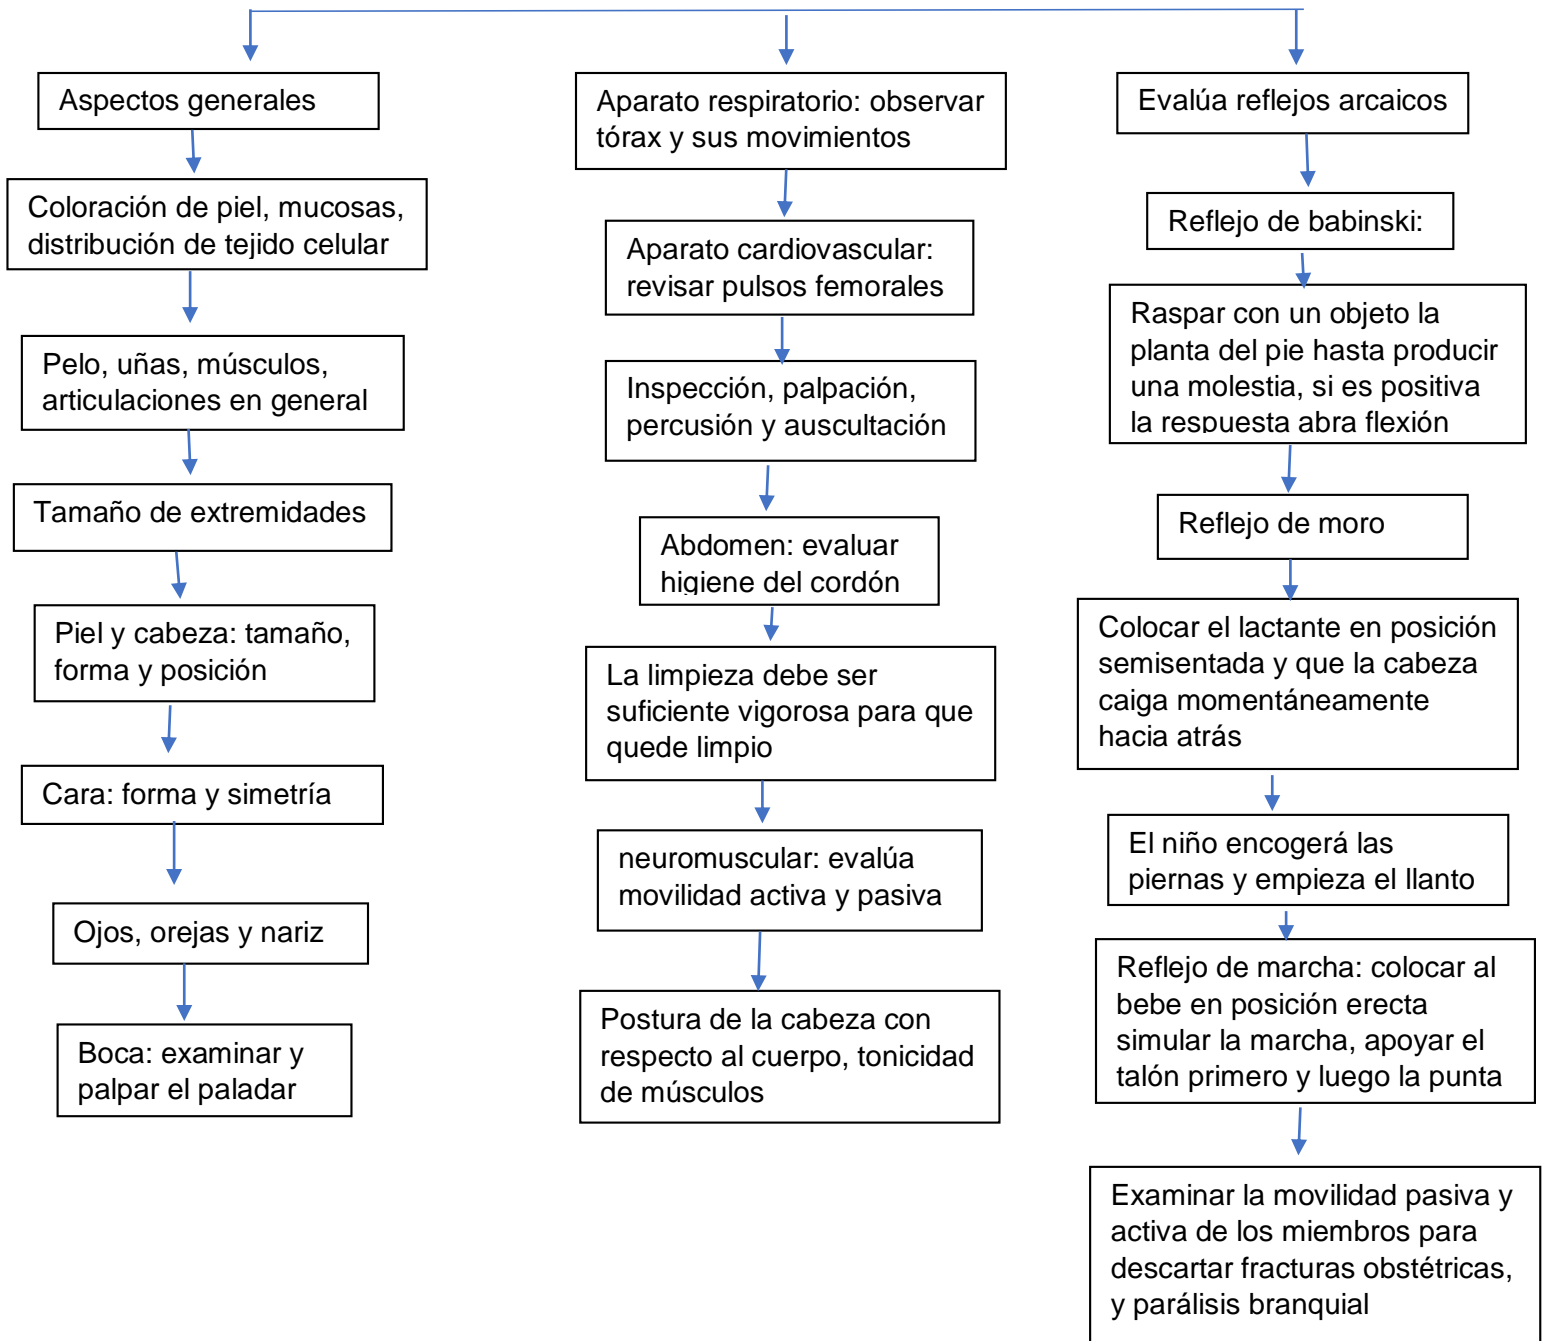 Aspectos generales
Coloración de piel, mucosas,
distribución de tejido celular
Pelo, uñas, músculos,
articulaciones en general
Tamaño de extremidades
Piel y cabeza: tamaño,
forma y posición
Cara: forma y simetría
Ojos, orejas y nariz
Boca: examinar y
palpar el paladar
Aparato respiratorio: observar
tórax y sus movimientos
Aparato cardiovascular:
revisar pulsos femorales
Inspección, palpación,
percusión y auscultación
Abdomen: evaluar
higiene del cordón
La limpieza debe ser
suficiente vigorosa para que
quede limpio
neuromuscular: evalúa
movilidad activa y pasiva
Postura de la cabeza con
respecto al cuerpo, tonicidad
de músculos
Evalúa reflejos arcaicos
Reflejo de babinski:
Raspar con un objeto la
planta del pie hasta producir
una molestia, si es positiva
la respuesta abra flexión
Reflejo de moro
Colocar el lactante en posición
semisentada y que la cabeza
caiga momentáneamente
hacia atrás
El niño encogerá las
piernas y empieza el llanto
Reflejo de marcha: colocar al
bebe en posición erecta
simular la marcha, apoyar el
talón primero y luego la punta
Examinar la movilidad pasiva y
activa de los miembros para
descartar fracturas obstétricas,
y parálisis branquial